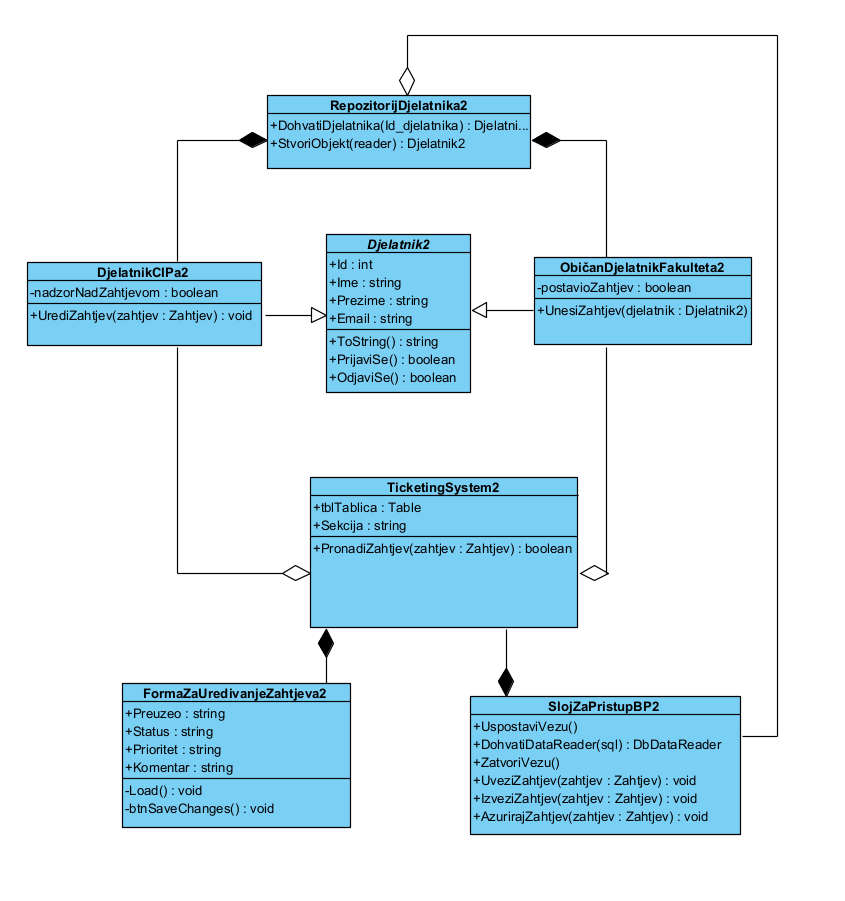 RepozitorijDjelatnika2
+DohvatiDjelatnika(Id_djelatnika) : Djelatni...
+StvoriObjekt(reader) : Djelatnik2
Djelatnik2
+Id : int
+Ime : string
+Prezime : string
+Email : string
+ToString() : string
+PrijaviSe() : boolean
+OdjaviSe() : boolean
DjelatnikCIPa2
-nadzorNadZahtjevom : boolean
+UrediZahtjev(zahtjev : Zahtjev) : void
ObičanDjelatnikFakulteta2
-postavioZahtjev : boolean
+UnesiZahtjev(djelatnik : Djelatnik2)
TicketingSystem2
+tblTablica : Table
+Sekcija : string
+PronadiZahtjev(zahtjev : Zahtjev) : boolean
FormaZaUredivanjeZahtjeva2
+Preuzeo : string
+Status : string
+Prioritet : string
+Komentar : string
-Load() : void
-btnSaveChanges() : void
SlojZaPristupBP2
+UspostaviVezu()
+DohvatiDataReader(sql) : DbDataReader
+ZatvoriVezu()
+UveziZahtjev(zahtjev : Zahtjev) : void
+IzveziZahtjev(zahtjev : Zahtjev) : void
+AzurirajZahtjev(zahtjev : Zahtjev) : void